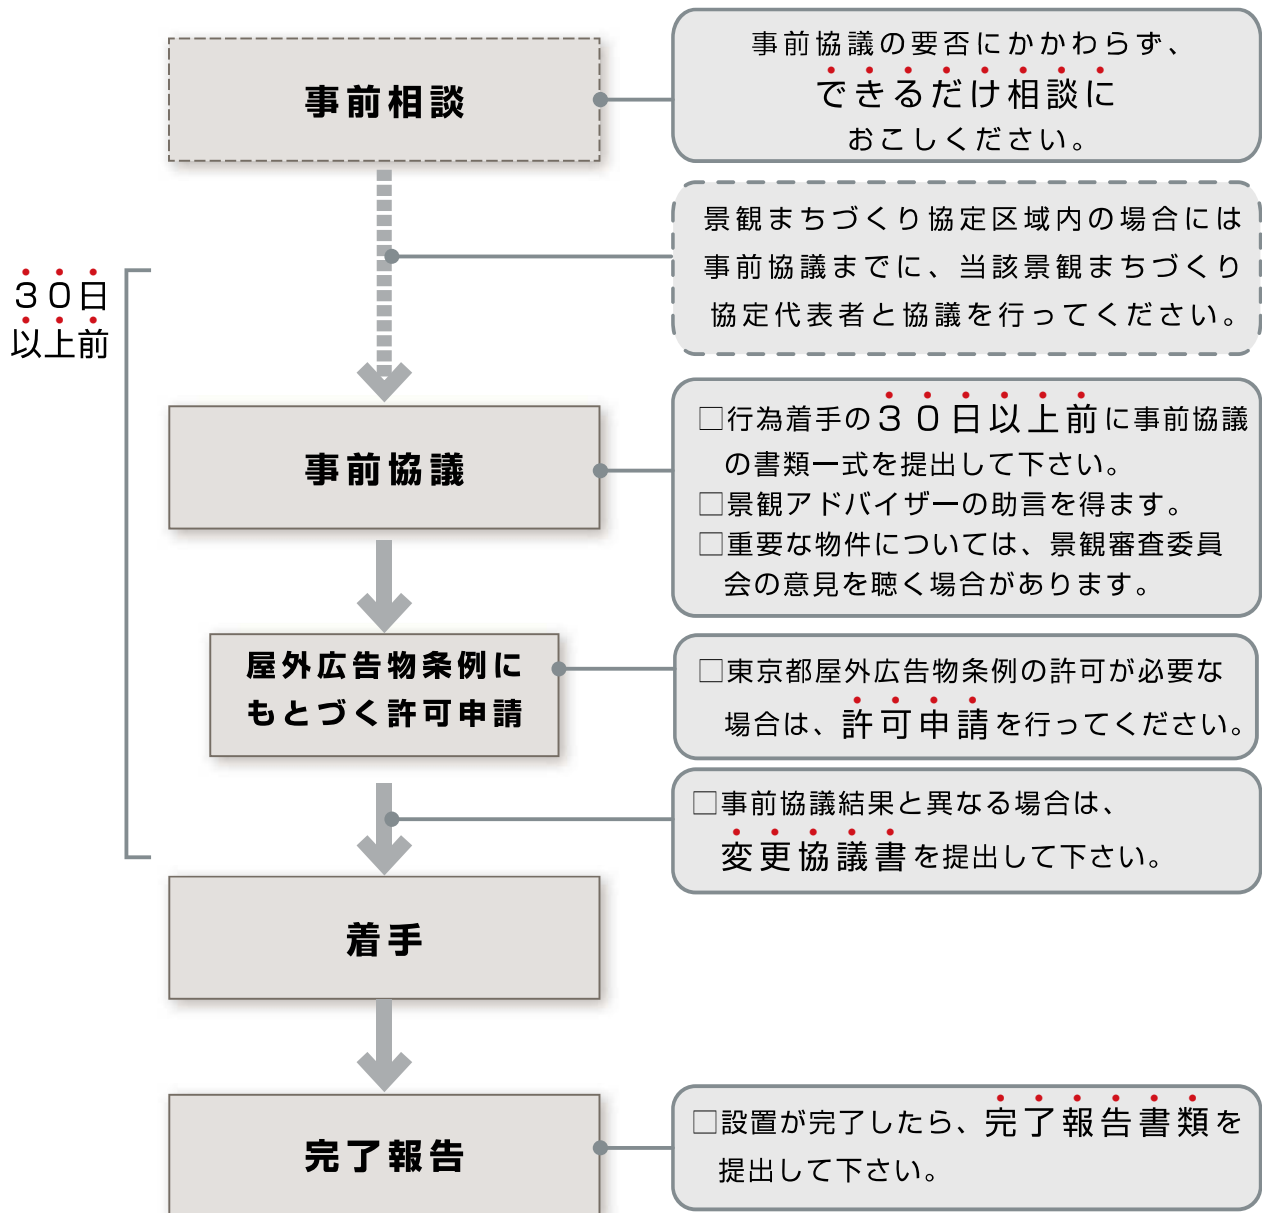 事前相談
事前協議の要否にかかわらず、
できるだけ相談に
おこしください。
景観まちづくり協定区域内の場合には
事前協議までに、当該景観まちづくり
協定代表者と協議を行ってください。
３０日
以上前
事前協議
□行為着手の３０日以上前に事前協議
の書類一式を提出して下さい。
□景観アドバイザーの助言を得ます。
□重要な物件については、景観審査委員
会の意見を聴く場合があります。
屋外広告物条例に
もとづく許可申請
□東京都屋外広告物条例の許可が必要な
場合は、許可申請を行ってください。
□事前協議結果と異なる場合は、
変更協議書を提出して下さい。
着手
完了報告
□設置が完了したら、完了報告書類を
提出して下さい。